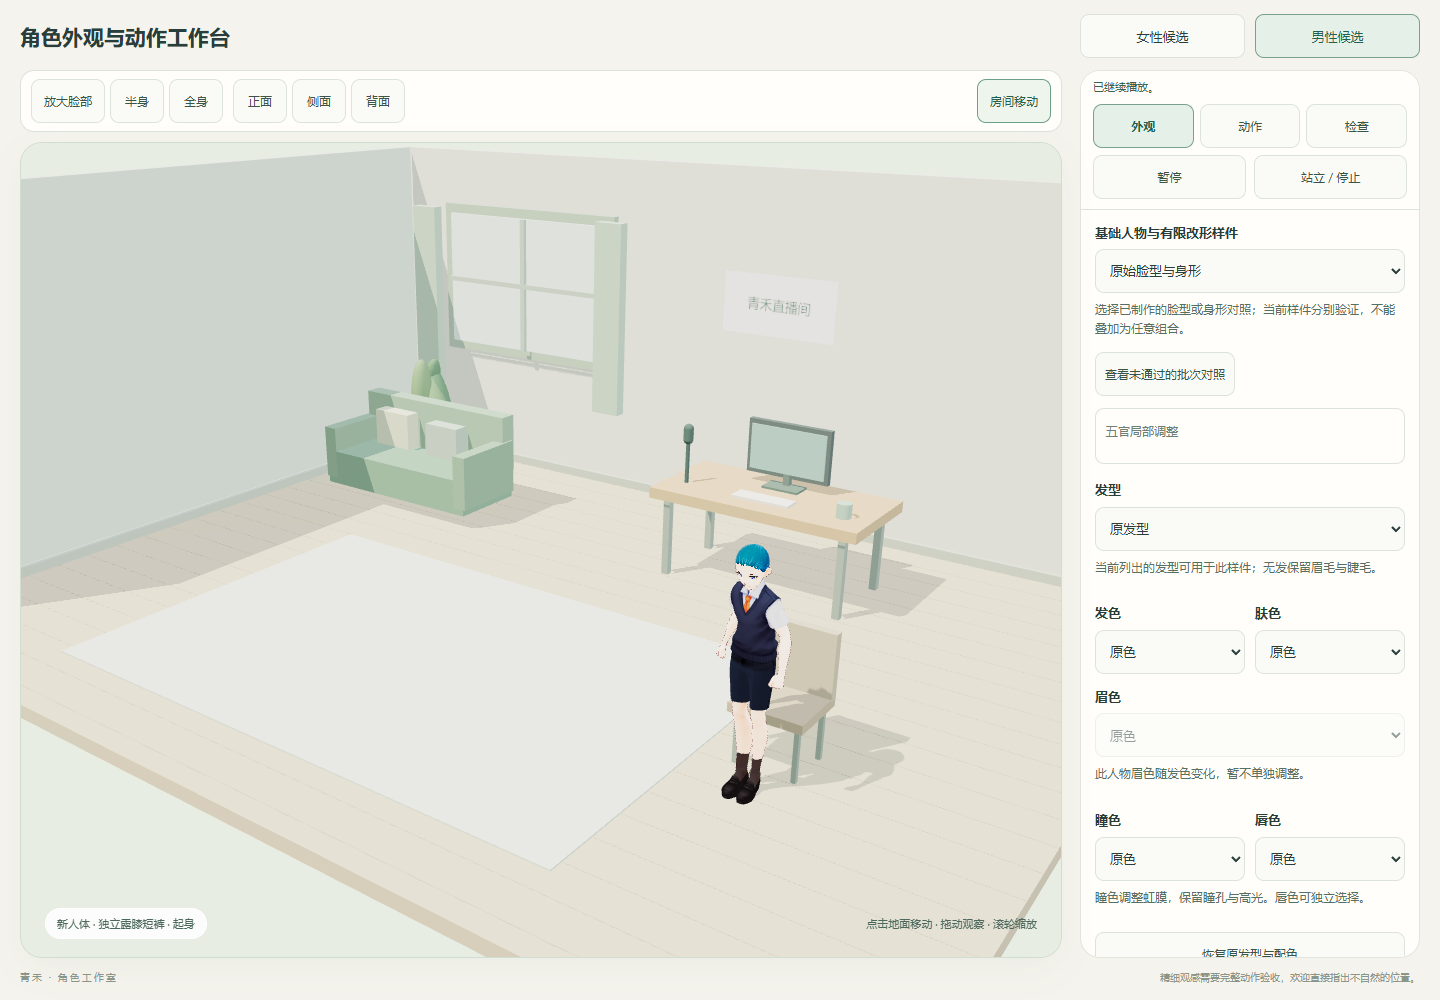 角色外观与动作工作台
女性候选
男性候选
放大脸部
半身
全身
正面
侧面
背面
房间移动
已继续播放。
外观
动作
检查
暂停
站立 / 停止
基础人物与有限改形样件
原始脸型与身形
选择已制作的脸型或身形对照；当前样件分别验证，不能
叠加为任意组合。
查看未通过的批次对照
五官局部调整
发型
原发型
当前列出的发型可用于此样件；无发保留眉毛与睫毛。
发色
肤色
原色
原色
眉色
原色
此人物眉色随发色变化，暂不单独调整。
瞳色
唇色
原色
原色
瞳色调整虹膜，保留瞳孔与高光。唇色可独立选择。
恢复原发型与配色
青禾直播间
新人体 · 独立露膝短裤 · 起身
点击地面移动 · 拖动观察 · 滚轮缩放
青禾 · 角色工作室
精细观感需要完整动作验收，欢迎直接指出不自然的位置。